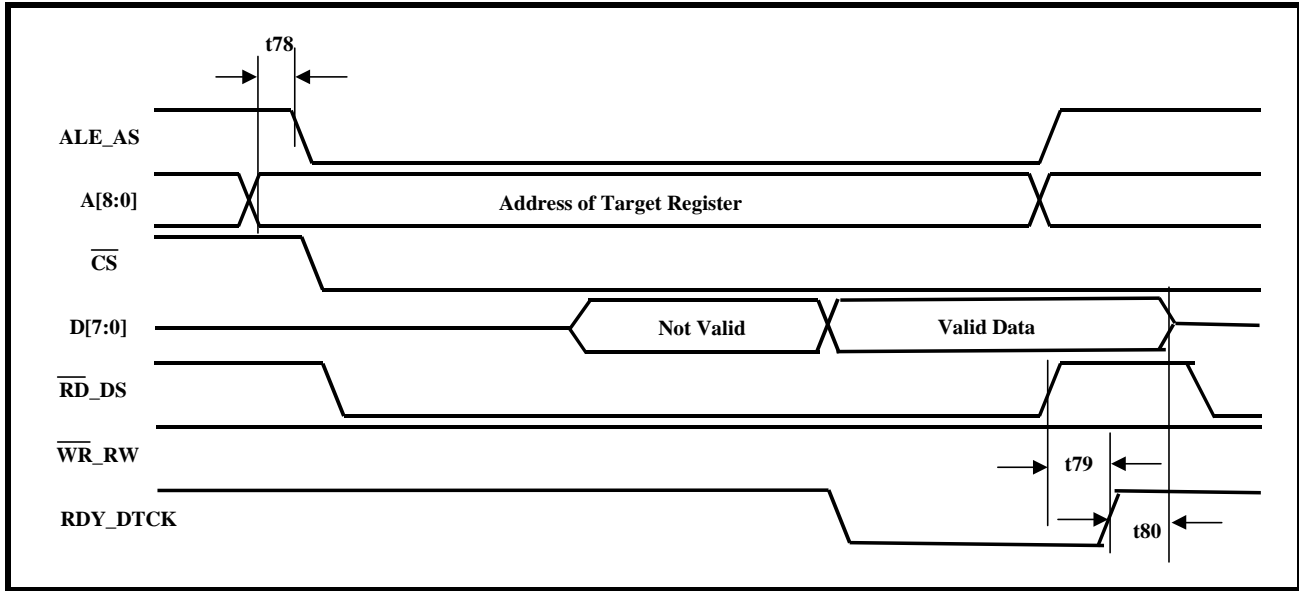 t78
ALE_AS
A[8:0]
Address of Target Register
CS
D[7:0]
Not Valid
Valid Data
RD_DS
WR_RW
t79
RDY_DTCK
t80